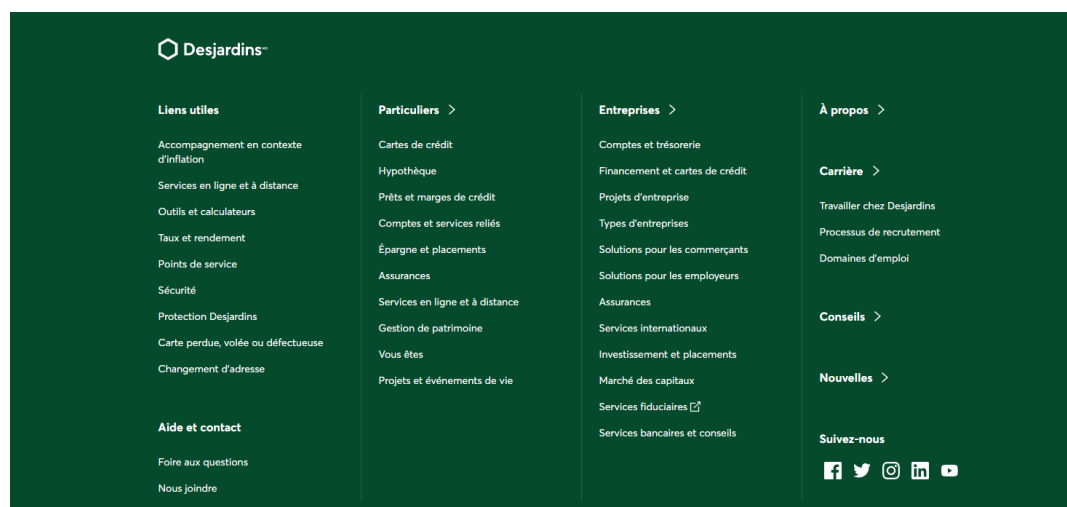 Desjardins
Liens utiles
Accompagnement en contexte
d'inflation
Services en ligne et à distance
Outils et calculateurs
Taux et rendement
Points de service
Sécurité
Protection Desjardins
Carte perdue, volée ou défectueuse
Changement d'adresse
Aide et contact
Foire aux questions
Nous joindre
Particuliers >
Cartes de crédit
Hypothèque
Prêts et marges de crédit
Comptes et services reliés
Épargne et placements
Assurances
Services en ligne et à distance
Gestion de patrimoine
Vous êtes
Projets et événements de vie
Entreprises >
Comptes et trésorerie
Financement et cartes de crédit
Projets d'entreprise
Types d'entreprises
Solutions pour les commerçants
Solutions pour les employeurs
Assurances
Services internationaux
Investissement et placements
Marché des capitaux
Services fiduciaires
Services bancaires et conseils
À propos >
Carrière >
Travailler chez Desjardins
Processus de recrutement
Domaines d'emploi
Conseils >
Nouvelles >
Suivez-nous